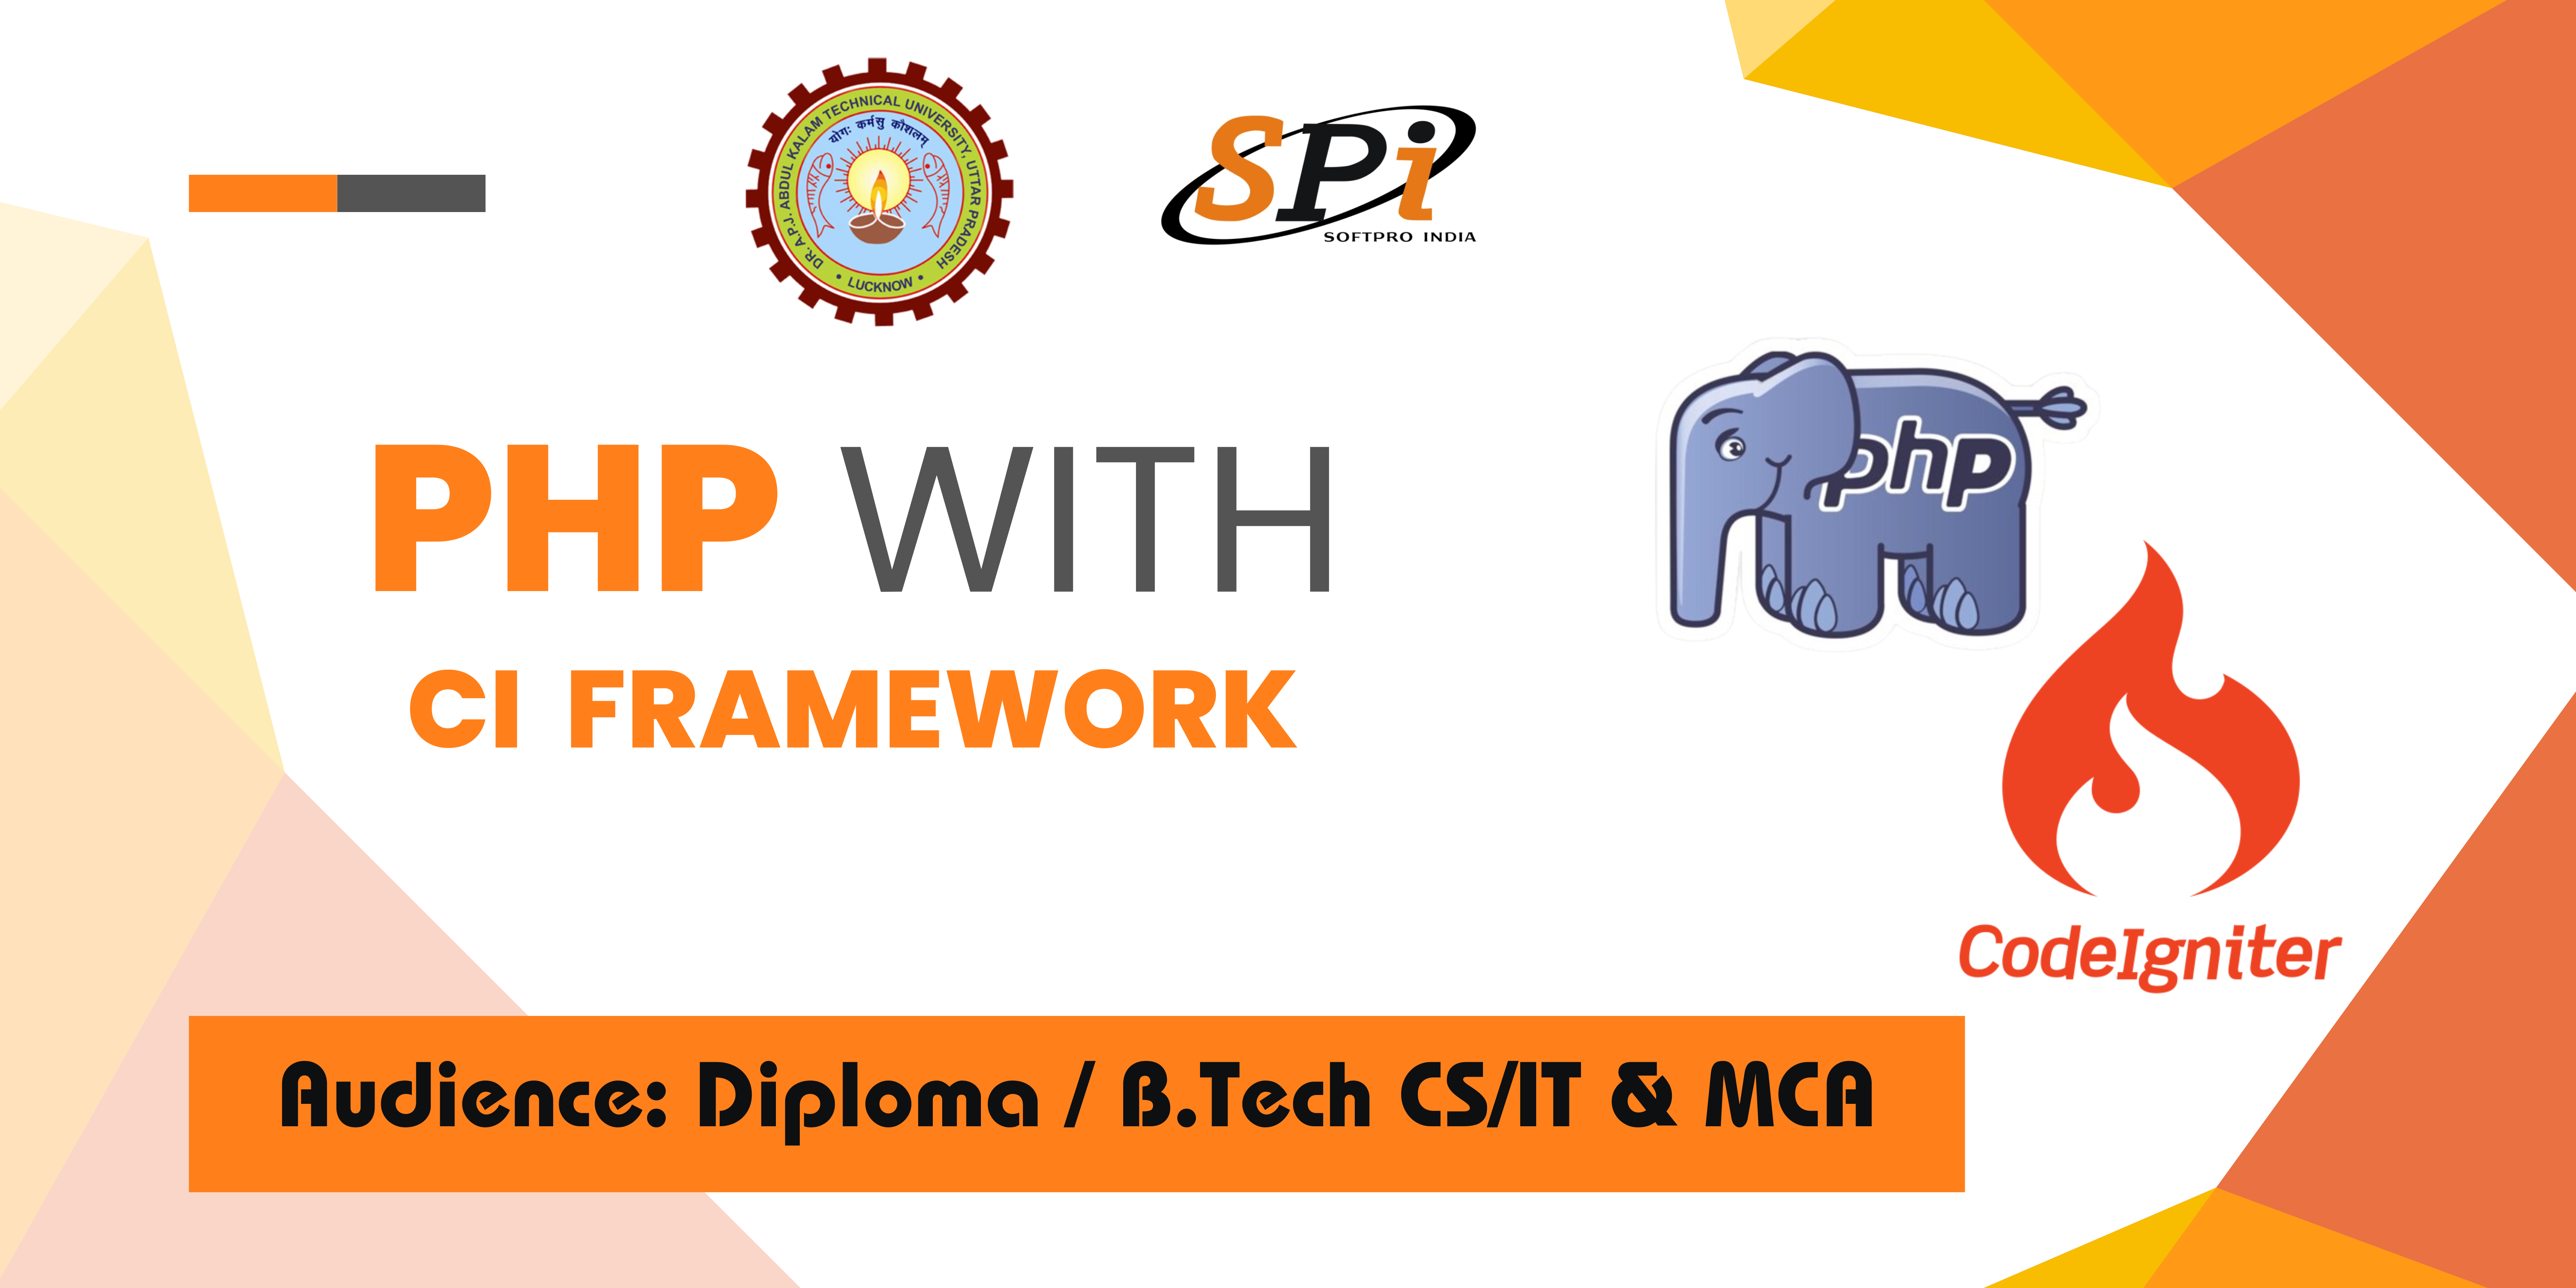 DR. A.P.J. ABDUL KALAM TECHNICAL UNIVERSITY, UTTAR PRADESH
योगः कर्मसु कौशलम्
• LUCKNOW •
SPi
SOFTPRO INDIA
PHP WITH
CI FRAMEWORK
php
CodeIgniter
Audience: Diploma / B.Tech CS/IT & MCA